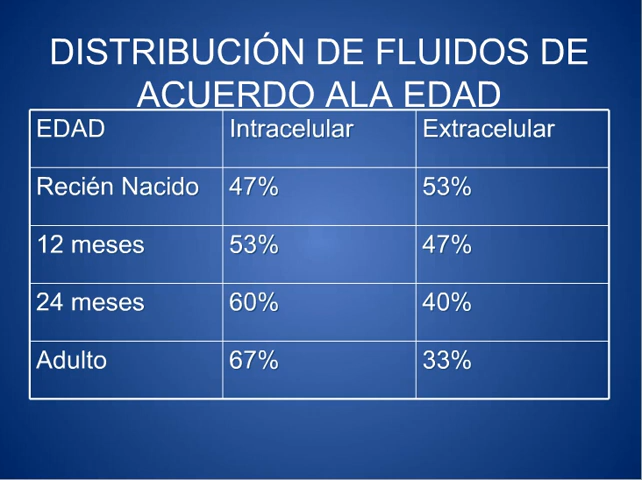 DISTRIBUCIÓN DE FLUIDOS DE
ACUERDO ALA EDAD
EDAD Intracelular Extracelular
Recién Nacido 47% 53%
12 meses 53% 47%
24 meses 60% 40%
Adulto 67% 33%